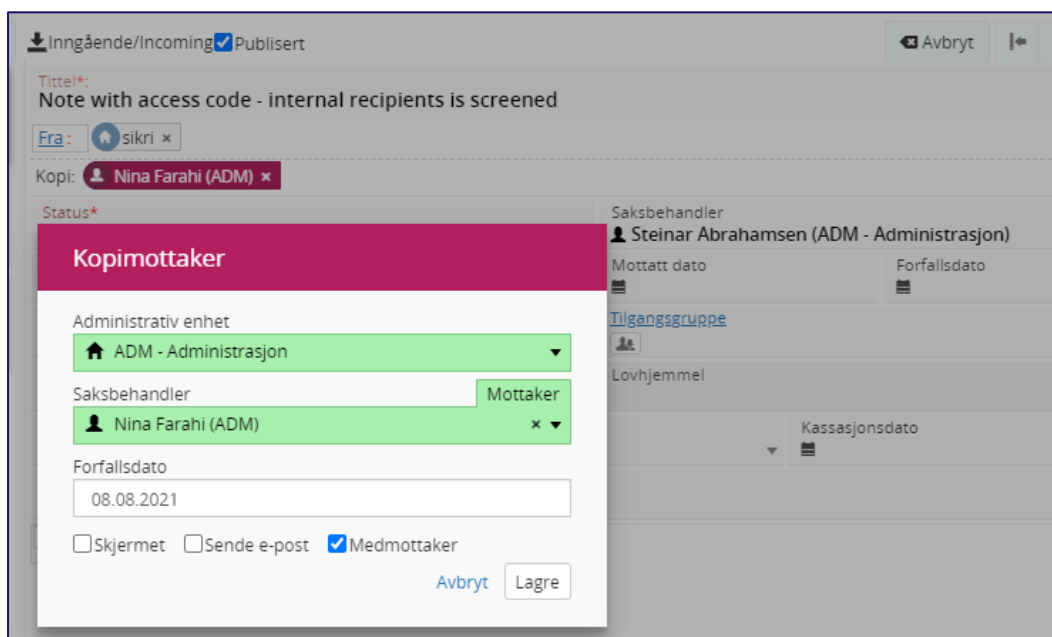 Inngående/Incoming Publisert Avbryt
Tittel*:
Note with access code - internal recipients is screened
Fra: sikri ×
Kopi: Nina Farahi (ADM) ×
Status* Saksbehandler
Steinar Abrahamsen (ADM - Administrasjon)
Mottatt dato Forfallsdato
Tilgangsgruppe
Lovhjemmel
Kassasjonsdato
Kopimottaker
Administrativ enhet
ADM - Administrasjon
Saksbehandler Mottaker
Nina Farahi (ADM) ×
Forfallsdato
08.08.2021
Skjermet Sende e-post Medmottaker
Avbryt Lagre